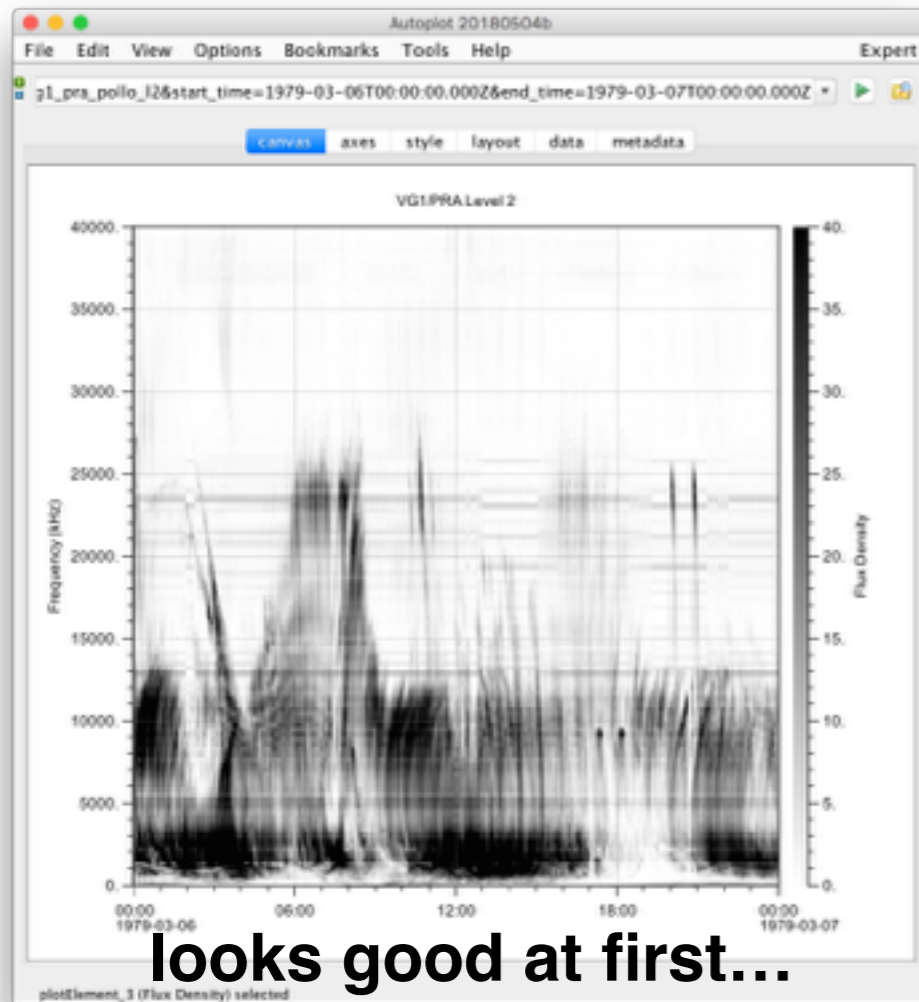 Autoplot 20180504b
File Edit View Options Bookmarks Tools Help Expert
g1_pra_pollo_l2&start_time=1979-03-06T00:00:00.000Z&end_time=1979-03-07T00:00:00.000Z
canvas axes style layout data metadata
VG1/PRA Level 2
40000.
35000.
30000.
25000.
20000.
15000.
10000.
5000.
0.
Frequency (kHz)
00:00 06:00 12:00 18:00 00:00
1979-03-06 1979-03-07
40.
35.
30.
25.
20.
15.
10.
5.
0.
Flux Density
looks good at first...
plotElement_3 (Flux Density) selected